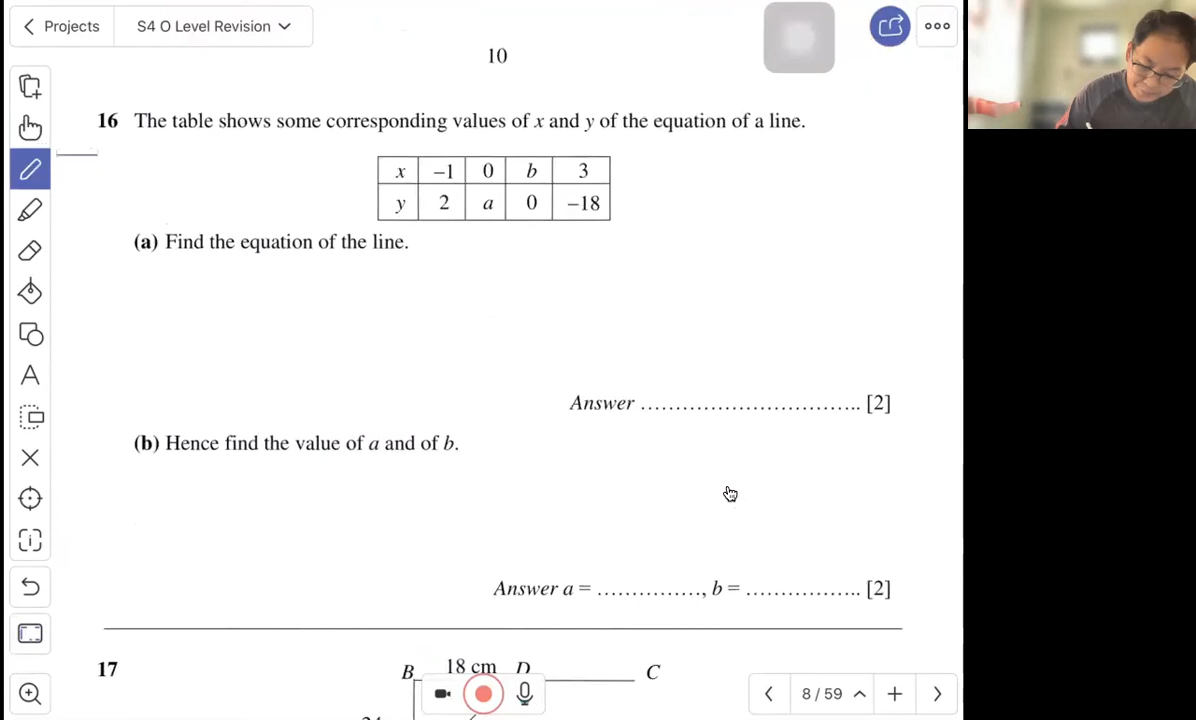 Projects
S4 O Level Revision
10
16 The table shows some corresponding values of x and y of the equation of a line.
x −1 0 b 3
y 2 a 0 −18
(a) Find the equation of the line.
Answer ................................ [2]
(b) Hence find the value of a and of b.
Answer a = ..............., b = ................. [2]
17
B 18 cm D C
8 / 59